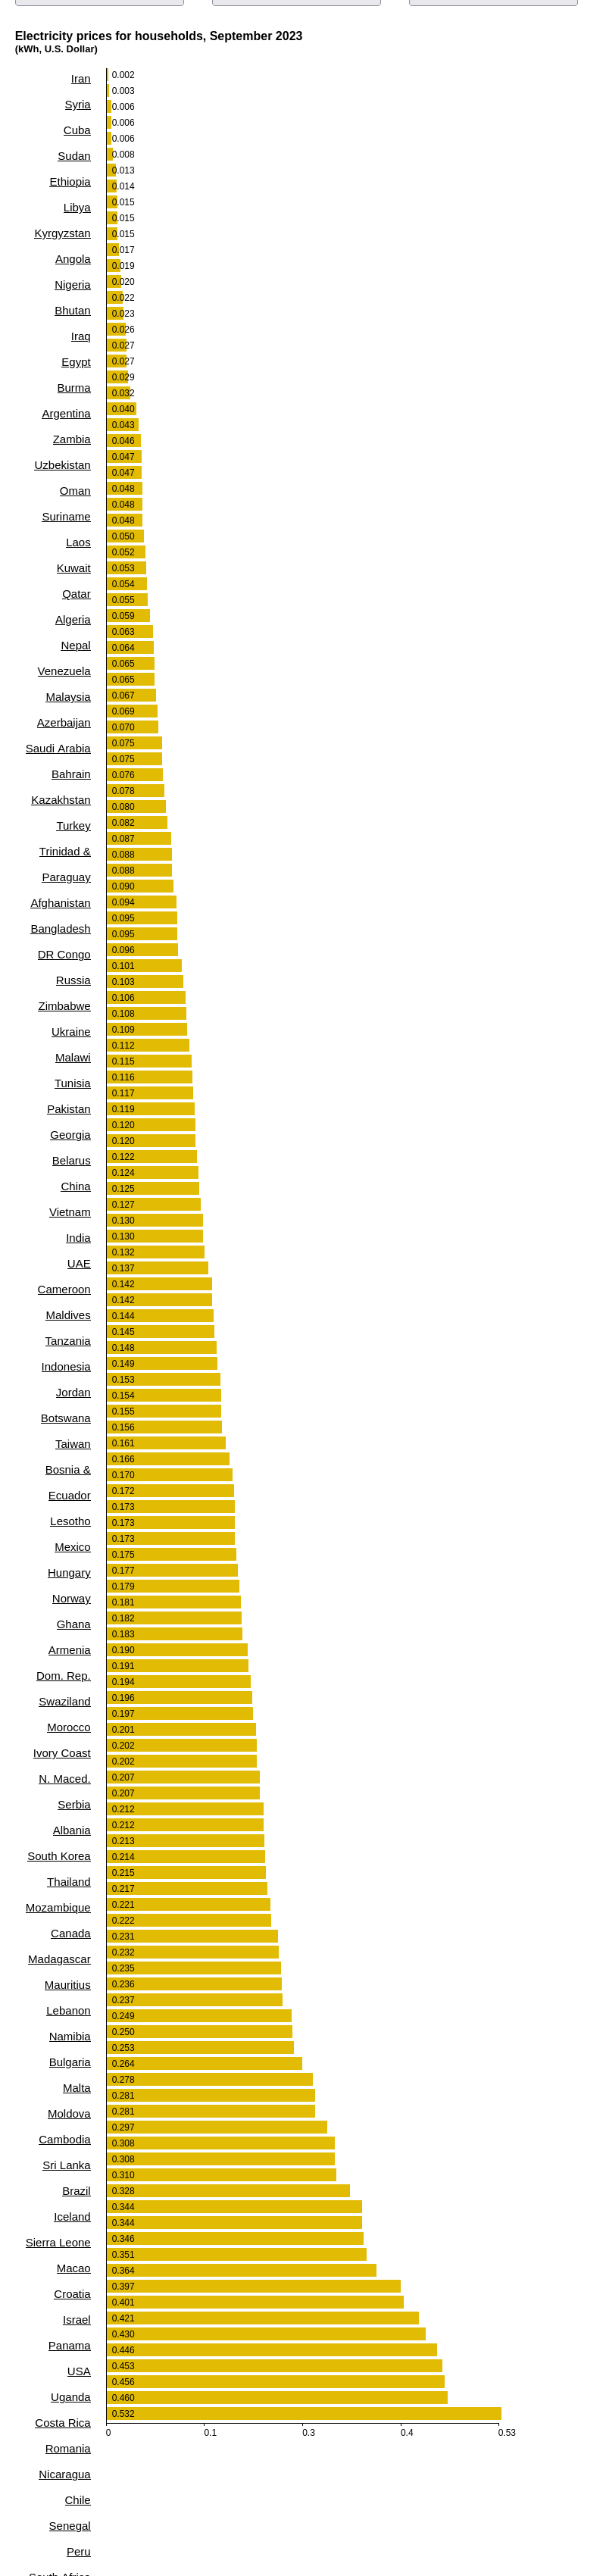 Electricity prices for households, September 2023
(kWh, U.S. Dollar)
Iran
Syria
Cuba
Sudan
Ethiopia
Libya
Kyrgyzstan
Angola
Nigeria
Bhutan
Iraq
Egypt
Burma
Argentina
Zambia
Uzbekistan
Oman
Suriname
Laos
Kuwait
Qatar
Algeria
Nepal
Venezuela
Malaysia
Azerbaijan
Saudi Arabia
Bahrain
Kazakhstan
Turkey
Trinidad &
Paraguay
Afghanistan
Bangladesh
DR Congo
Russia
Zimbabwe
Ukraine
Malawi
Tunisia
Pakistan
Georgia
Belarus
China
Vietnam
India
UAE
Cameroon
Maldives
Tanzania
Indonesia
Jordan
Botswana
Taiwan
Bosnia &
Ecuador
Lesotho
Mexico
Hungary
Norway
Ghana
Armenia
Dom. Rep.
Swaziland
Morocco
Ivory Coast
N. Maced.
Serbia
Albania
South Korea
Thailand
Mozambique
Canada
Madagascar
Mauritius
Lebanon
Namibia
Bulgaria
Malta
Moldova
Cambodia
Sri Lanka
Brazil
Iceland
Sierra Leone
Macao
Croatia
Israel
Panama
USA
Uganda
Costa Rica
Romania
Nicaragua
Chile
Senegal
Peru
South Africa
0.002
0.003
0.006
0.006
0.006
0.008
0.013
0.014
0.015
0.015
0.015
0.017
0.019
0.020
0.022
0.023
0.026
0.027
0.027
0.029
0.032
0.040
0.043
0.046
0.047
0.047
0.048
0.048
0.048
0.050
0.052
0.053
0.054
0.055
0.059
0.063
0.064
0.065
0.065
0.067
0.069
0.070
0.075
0.075
0.076
0.078
0.080
0.082
0.087
0.088
0.088
0.090
0.094
0.095
0.095
0.096
0.101
0.103
0.106
0.108
0.109
0.112
0.115
0.116
0.117
0.119
0.120
0.120
0.122
0.124
0.125
0.127
0.130
0.130
0.132
0.137
0.142
0.142
0.144
0.145
0.148
0.149
0.153
0.154
0.155
0.156
0.161
0.166
0.170
0.172
0.173
0.173
0.173
0.175
0.177
0.179
0.181
0.182
0.183
0.190
0.191
0.194
0.196
0.197
0.201
0.202
0.202
0.207
0.207
0.212
0.212
0.213
0.214
0.215
0.217
0.221
0.222
0.231
0.232
0.235
0.236
0.237
0.249
0.250
0.253
0.264
0.278
0.281
0.281
0.297
0.308
0.308
0.310
0.328
0.344
0.344
0.346
0.351
0.364
0.397
0.401
0.421
0.430
0.446
0.453
0.456
0.460
0.532
0 0.1 0.3 0.4 0.53